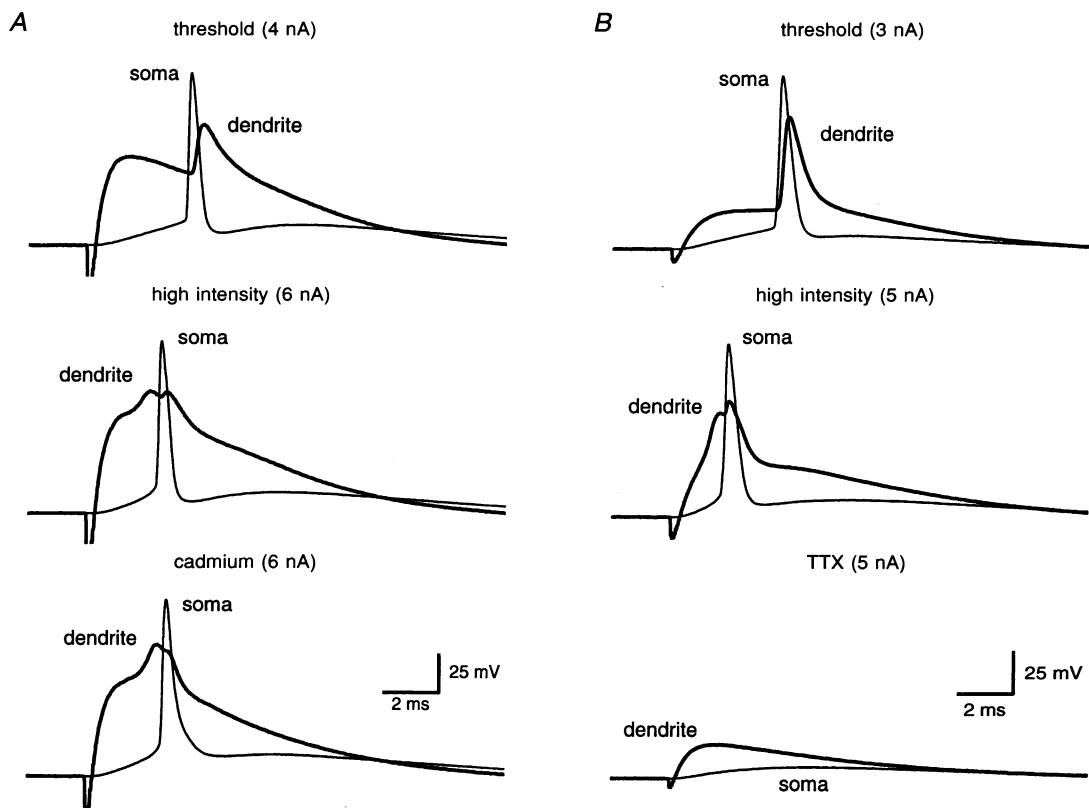 A
threshold (4 nA)
soma
dendrite
high intensity (6 nA)
soma
dendrite
cadmium (6 nA)
soma
dendrite
25 mV
2 ms
B
threshold (3 nA)
soma
dendrite
high intensity (5 nA)
soma
dendrite
TTX (5 nA)
25 mV
2 ms
dendrite
soma